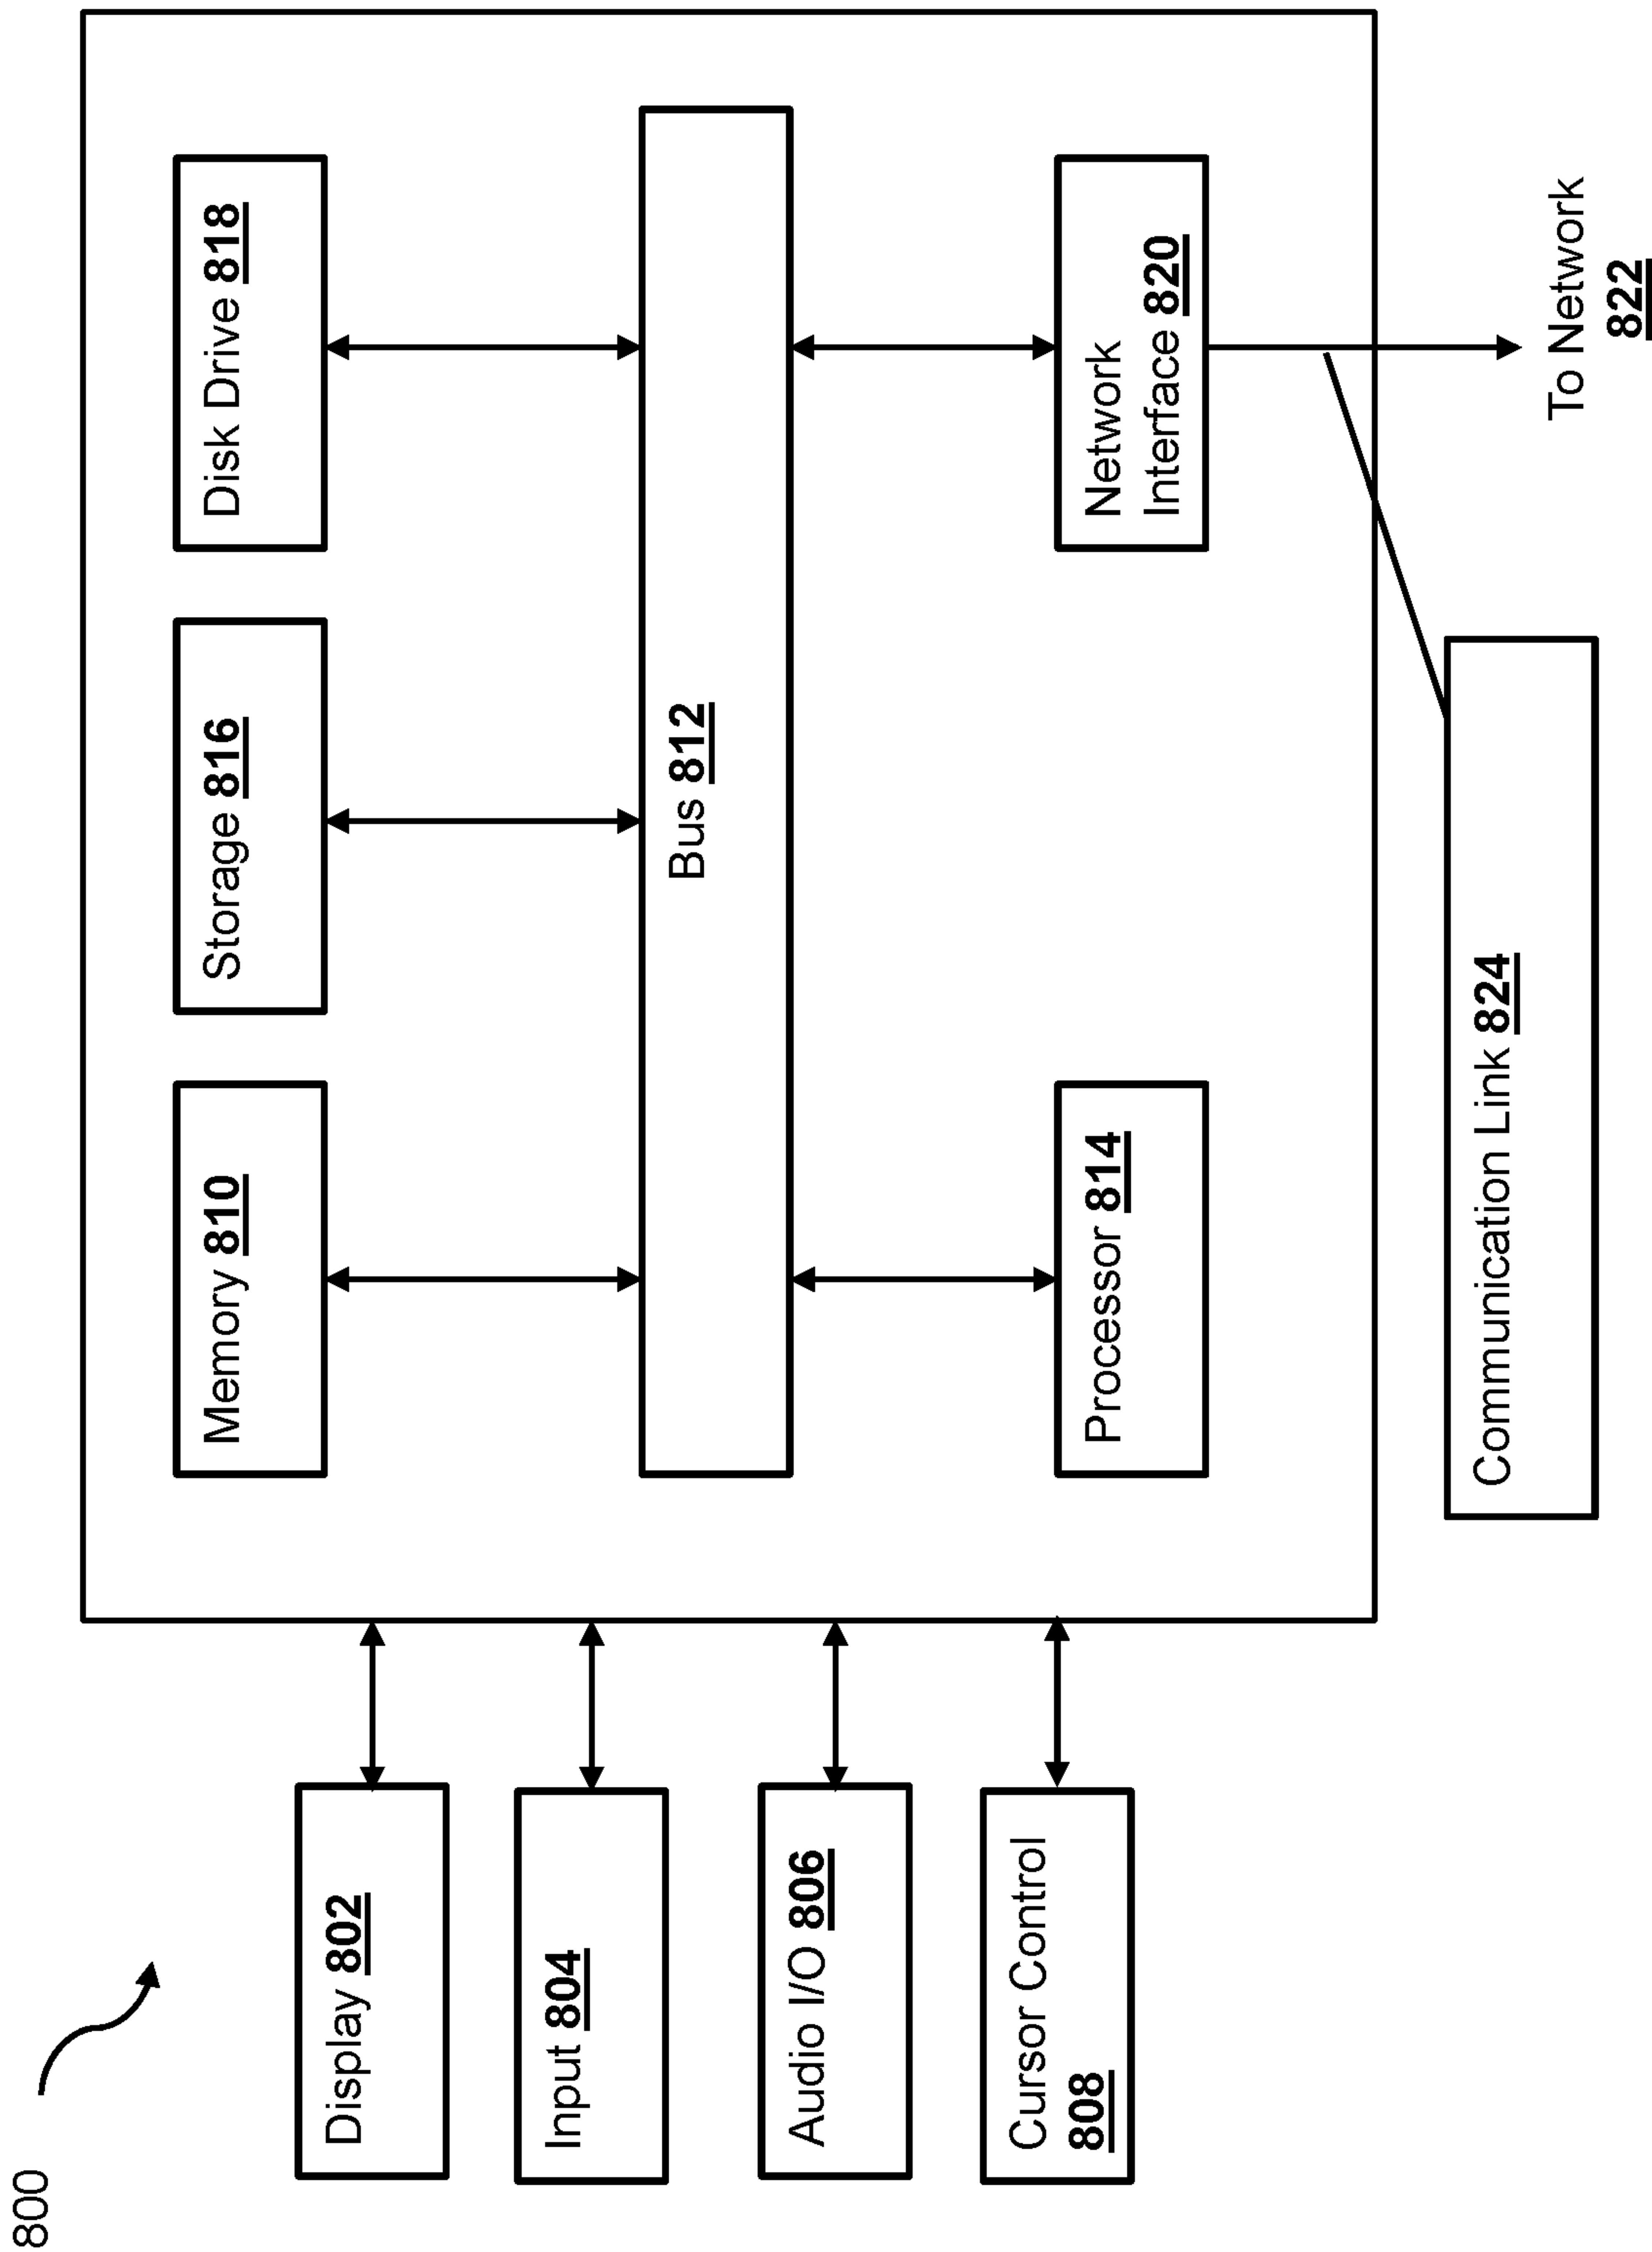 800
Display 802
Input 804
Audio I/O 806
Cursor Control
808
Memory 810
Storage 816
Disk Drive 818
Bus 812
Processor 814
Network
Interface 820
Communication Link 824
To Network
822